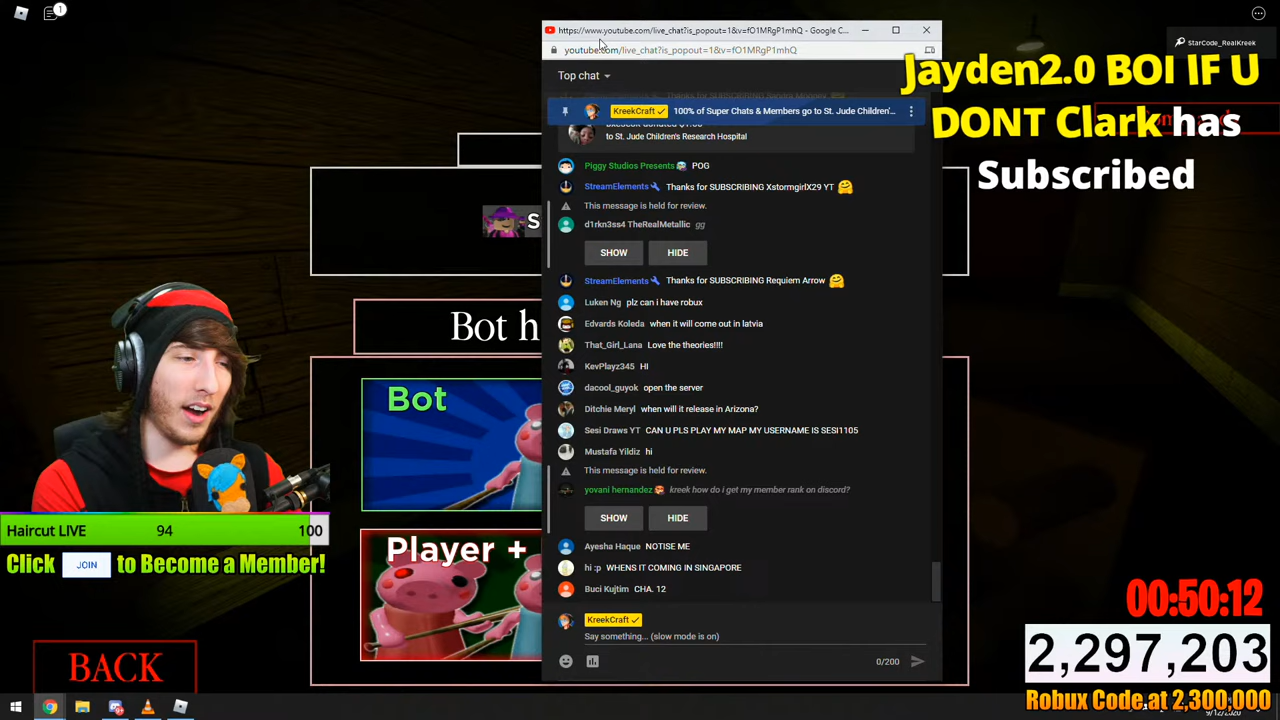 1
https://www.youtube.com/live_chat?is_popout=1&v=fO1MRgP1mhQ - Google C...
youtube.com/live_chat?is_popout=1&v=fO1MRgP1mhQ
StarCode_RealKreek
Top chat
Jayden2.0 BOI IF U
DONT Clark has
Subscribed
KreekCraft 100% of Super Chats & Members go to St. Jude Children'...
to St. Jude Children's Research Hospital
Piggy Studios Presents POG
StreamElements Thanks for SUBSCRIBING XstormgirlX29 YT
This message is held for review.
d1rkn3ss4 TheRealMetallic gg
SHOW HIDE
StreamElements Thanks for SUBSCRIBING Requiem Arrow
Luken Ng plz can i have robux
Edvards Koleda when it will come out in latvia
That_Girl_Lana Love the theories!!!!
KevPlayz345 HI
dacool_guyok open the server
Ditchie Meryl when will it release in Arizona?
Sesi Draws YT CAN U PLS PLAY MY MAP MY USERNAME IS SESI1105
Mustafa Yildiz hi
This message is held for review.
yovani hernandez kreek how do i get my member rank on discord?
SHOW HIDE
Ayesha Haque NOTISE ME
hi :p WHENS IT COMING IN SINGAPORE
Buci Kujtim CHA. 12
KreekCraft
Say something... (slow mode is on)
0/200
S
Bot h
Bot
Player +
BACK
Haircut LIVE 94 100
Click JOIN to Become a Member!
00:50:12
2,297,203
Robux Code at 2,300,000
9/12/2020